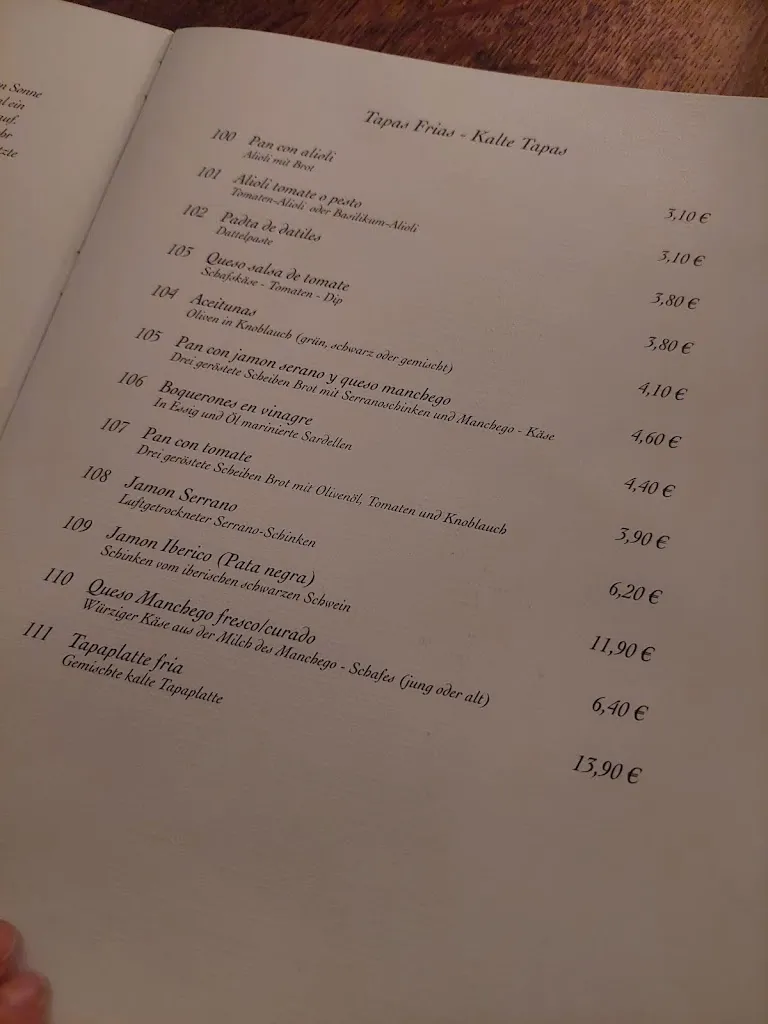 n Sonne
l ein
auf.
hr
tzte
Tapas Frias - Kalte Tapas
100 Pan con alioli 3,10 €
Alioli mit Brot
101 Alioli tomate o pesto 3,10 €
Tomaten-Alioli oder Basilikum-Alioli
102 Padta de datiles 3,80 €
Dattelpaste
103 Queso salsa de tomate 3,80 €
Schafskäse - Tomaten - Dip
104 Aceitunas 4,10 €
Oliven in Knoblauch (grün, schwarz oder gemischt)
105 Pan con jamon serano y queso manchego 4,60 €
Drei geröstete Scheiben Brot mit Serranoschinken und Manchego - Käse
106 Boquerones en vinagre 4,40 €
In Essig und Öl marinierte Sardellen
107 Pan con tomate 3,90 €
Drei geröstete Scheiben Brot mit Olivenöl, Tomaten und Knoblauch
108 Jamon Serrano 6,20 €
Luftgetrockneter Serrano-Schinken
109 Jamon Iberico (Pata negra) 11,90 €
Schinken vom iberischen schwarzen Schwein
110 Queso Manchego fresco/curado 6,40 €
Würziger Käse aus der Milch des Manchego - Schafes (jung oder alt)
111 Tapaplatte fria 13,90 €
Gemischte kalte Tapaplatte